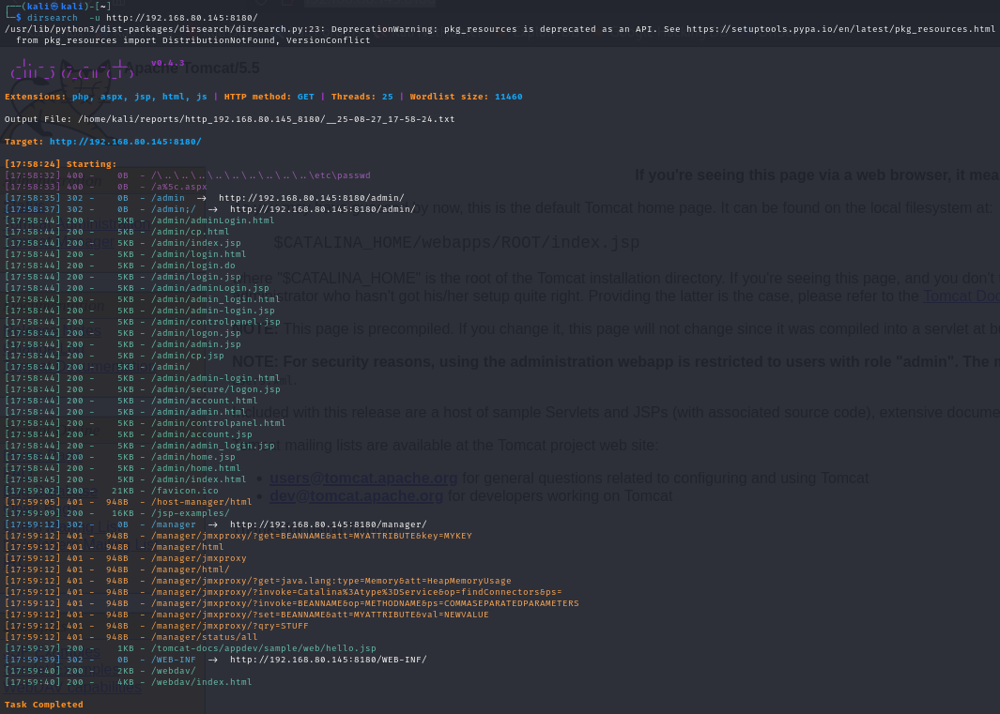 ┌──(kali㉿kali)-[~]
└─$ dirsearch  -u http://192.168.80.145:8180/
/usr/lib/python3/dist-packages/dirsearch/dirsearch.py:23: DeprecationWarning: pkg_resources is deprecated as an API. See https://setuptools.pypa.io/en/latest/pkg_resources.html
  from pkg_resources import DistributionNotFound, VersionConflict
v0.4.3
Apache Tomcat/5.5
Extensions: php, aspx, jsp, html, js | HTTP method: GET | Threads: 25 | Wordlist size: 11460
Output File: /home/kali/reports/http_192.168.80.145_8180/__25-08-27_17-58-24.txt
Target: http://192.168.80.145:8180/
[17:58:24] Starting:
[17:58:32] 400 -    0B  - /\..\..\..\..\..\..\..\..\..\etc\passwd
If you're seeing this page via a web browser, it mea
[17:58:33] 400 -    0B  - /a%5c.aspx
[17:58:35] 302 -    0B  - /admin  ->  http://192.168.80.145:8180/admin/
[17:58:37] 302 -    0B  - /admin;/  ->  http://192.168.80.145:8180/admin/
by now, this is the default Tomcat home page. It can be found on the local filesystem at:
[17:58:44] 200 -    5KB - /admin/adminLogin.html
[17:58:44] 200 -    5KB - /admin/cp.html
[17:58:44] 200 -    5KB - /admin/index.jsp
$CATALINA_HOME/webapps/ROOT/index.jsp
[17:58:44] 200 -    5KB - /admin/login.html
[17:58:44] 200 -    5KB - /admin/login.do
[17:58:44] 200 -    5KB - /admin/login.jsp
where "$CATALINA_HOME" is the root of the Tomcat installation directory. If you're seeing this page, and you don't
[17:58:44] 200 -    5KB - /admin/adminLogin.jsp
[17:58:44] 200 -    5KB - /admin/admin_login.html
strator who hasn't got his/her setup quite right. Providing the latter is the case, please refer to the Tomcat Doc
[17:58:44] 200 -    5KB - /admin/admin-login.jsp
[17:58:44] 200 -    5KB - /admin/controlpanel.jsp
[17:58:44] 200 -    5KB - /admin/logon.jsp
NOTE: This page is precompiled. If you change it, this page will not change since it was compiled into a servlet at b
[17:58:44] 200 -    5KB - /admin/admin.jsp
[17:58:44] 200 -    5KB - /admin/cp.jsp
NOTE: For security reasons, using the administration webapp is restricted to users with role "admin". The
[17:58:44] 200 -    5KB - /admin/
[17:58:44] 200 -    5KB - /admin/admin-login.html
[17:58:44] 200 -    5KB - /admin/secure/logon.jsp
[17:58:44] 200 -    5KB - /admin/account.html
[17:58:44] 200 -    5KB - /admin/admin.html
Included with this release are a host of sample Servlets and JSPs (with associated source code), extensive docume
[17:58:44] 200 -    5KB - /admin/controlpanel.html
[17:58:44] 200 -    5KB - /admin/account.jsp
[17:58:44] 200 -    5KB - /admin/admin_login.jsp
mailing lists are available at the Tomcat project web site:
[17:58:44] 200 -    5KB - /admin/home.jsp
[17:58:44] 200 -    5KB - /admin/home.html
[17:58:45] 200 -    5KB - /admin/index.html
users@tomcat.apache.org for general questions related to configuring and using Tomcat
[17:59:02] 200 -   21KB - /favicon.ico
dev@tomcat.apache.org for developers working on Tomcat
[17:59:05] 401 -  948B  - /host-manager/html
[17:59:09] 200 -   16KB - /jsp-examples/
[17:59:12] 302 -    0B  - /manager  ->  http://192.168.80.145:8180/manager/
[17:59:12] 401 -  948B  - /manager/jmxproxy/?get=BEANNAME&att=MYATTRIBUTE&key=MYKEY
[17:59:12] 401 -  948B  - /manager/html
[17:59:12] 401 -  948B  - /manager/jmxproxy
[17:59:12] 401 -  948B  - /manager/html/
[17:59:12] 401 -  948B  - /manager/jmxproxy/?get=java.lang:type=Memory&att=HeapMemoryUsage
[17:59:12] 401 -  948B  - /manager/jmxproxy/?invoke=Catalina%3Atype%3DService&op=findConnectors&ps=
[17:59:12] 401 -  948B  - /manager/jmxproxy/?invoke=BEANNAME&op=METHODNAME&ps=COMMASEPARATEDPARAMETERS
[17:59:12] 401 -  948B  - /manager/jmxproxy/?set=BEANNAME&att=MYATTRIBUTE&val=NEWVALUE
[17:59:12] 401 -  948B  - /manager/jmxproxy/?qry=STUFF
[17:59:12] 401 -  948B  - /manager/status/all
[17:59:37] 200 -    1KB - /tomcat-docs/appdev/sample/web/hello.jsp
[17:59:39] 302 -    0B  - /WEB-INF  ->  http://192.168.80.145:8180/WEB-INF/
[17:59:40] 200 -    2KB - /webdav/
[17:59:40] 200 -    4KB - /webdav/index.html
Task Completed